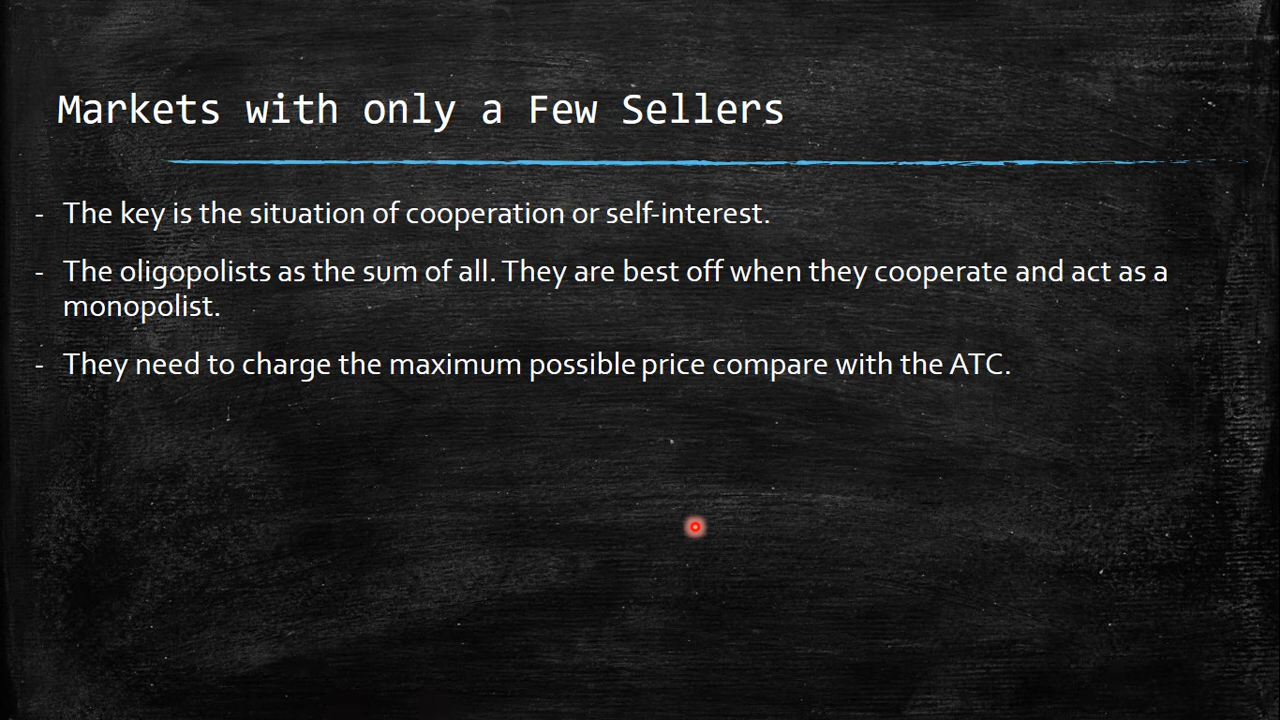 Markets with only a Few Sellers
- The key is the situation of cooperation or self-interest.
- The oligopolists as the sum of all. They are best off when they cooperate and act as a
monopolist.
- They need to charge the maximum possible price compare with the ATC.